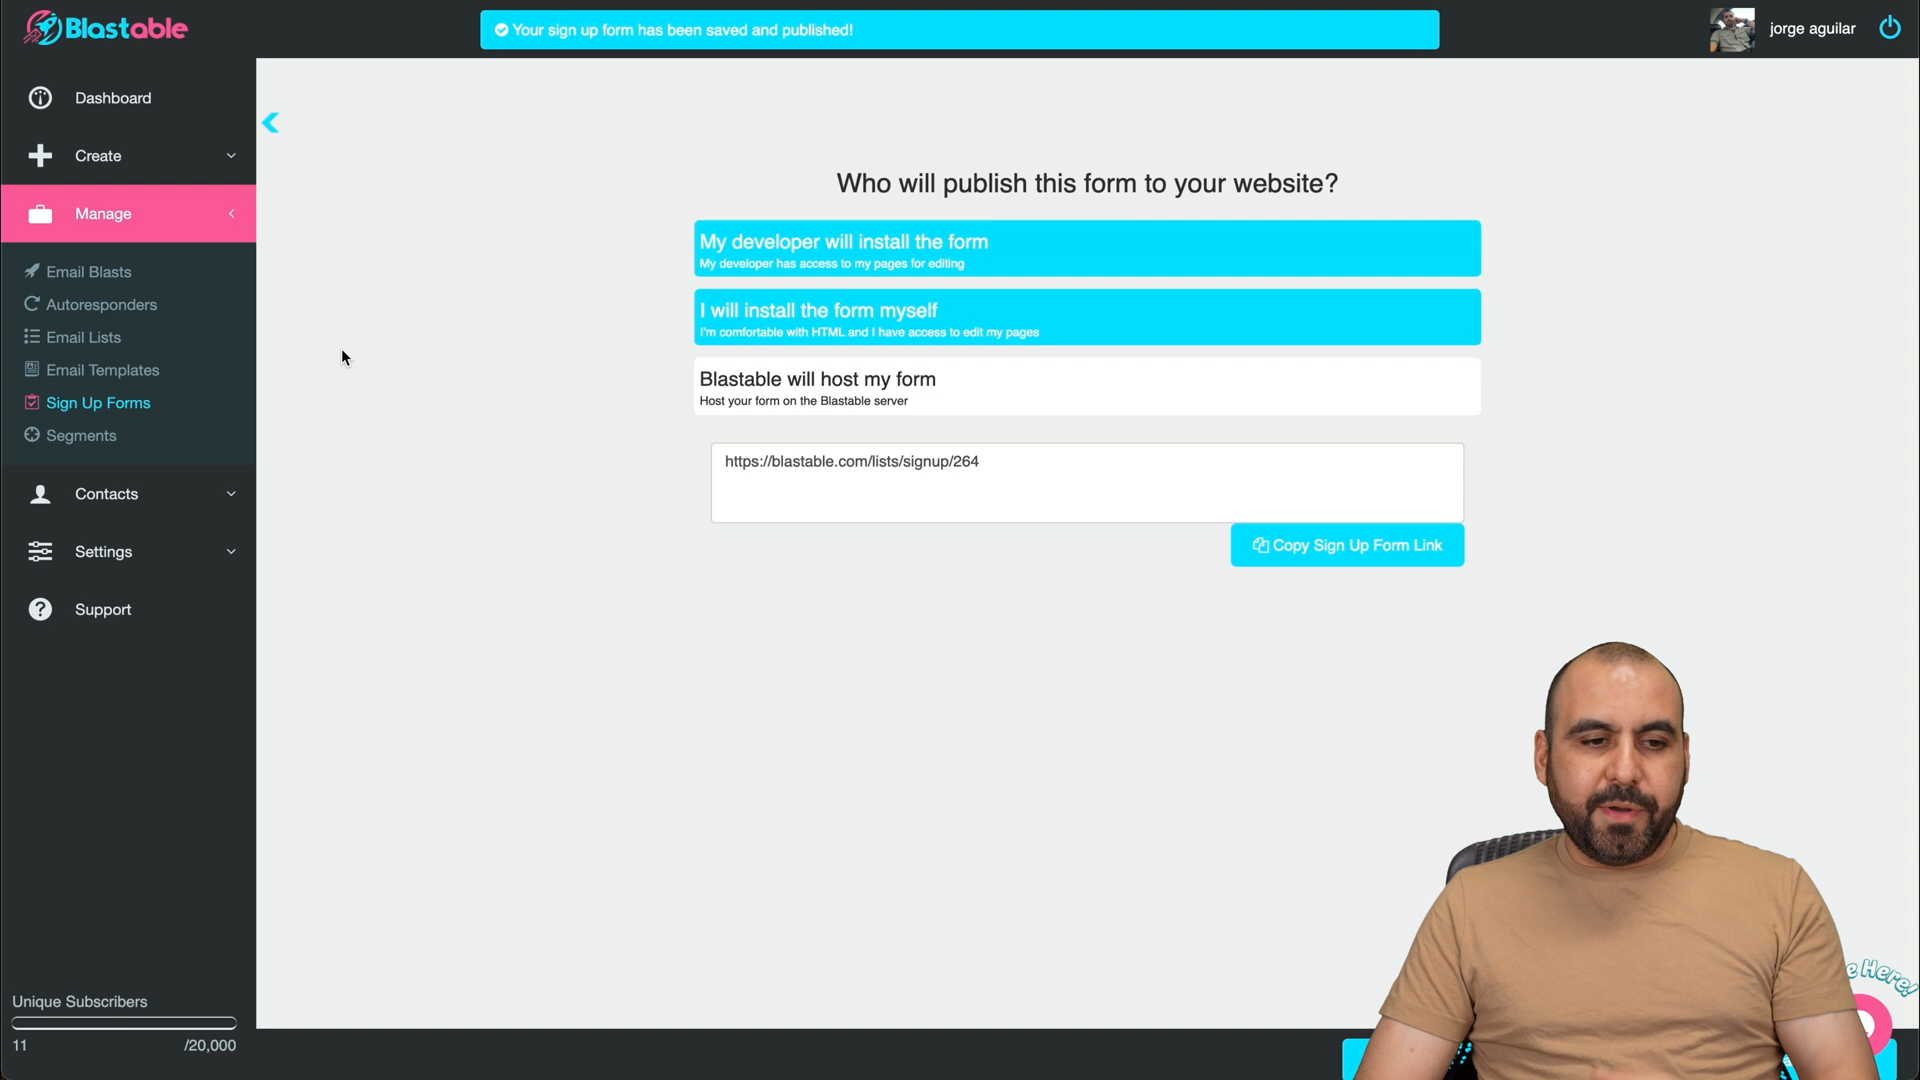 Blastable
Your sign up form has been saved and published!
jorge aguilar
Dashboard
Create
Manage
Email Blasts
Autoresponders
Email Lists
Email Templates
Sign Up Forms
Segments
Contacts
Settings
Support
Unique Subscribers
11 /20,000
Who will publish this form to your website?
My developer will install the form
My developer has access to my pages for editing
I will install the form myself
I'm comfortable with HTML and I have access to edit my pages
Blastable will host my form
Host your form on the Blastable server
https://blastable.com/lists/signup/264
Copy Sign Up Form Link
Here!